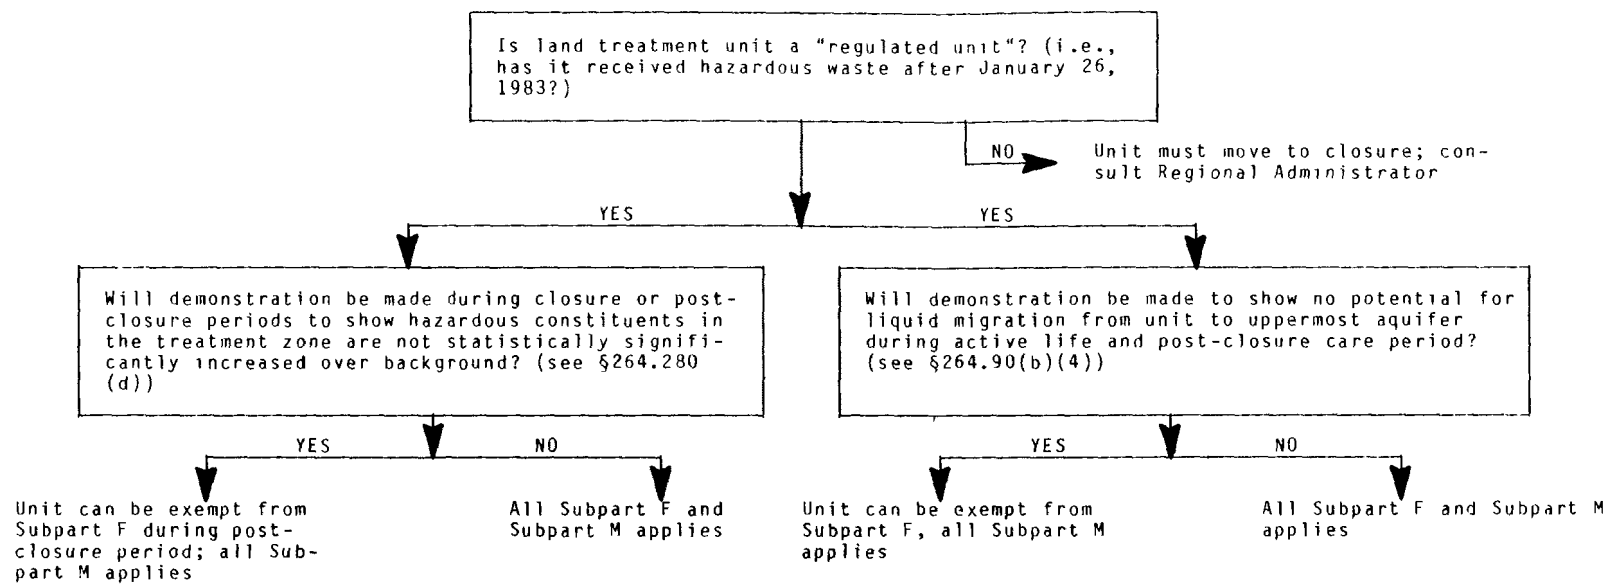 Is land treatment unit a "regulated unit"? (i.e.,
has it received hazardous waste after January 26,
1983?)
NO
Unit must move to closure; con-
sult Regional Administrator
YES
YES
Will demonstration be made during closure or post-
closure periods to show hazardous constituents in
the treatment zone are not statistically signifi-
cantly increased over background? (see §264.280
(d))
Will demonstration be made to show no potential for
liquid migration from unit to uppermost aquifer
during active life and post-closure care period?
(see §264.90(b)(4))
YES
NO
YES
NO
Unit can be exempt from
Subpart F during post-
closure period; all Sub-
part M applies
All Subpart F and
Subpart M applies
Unit can be exempt from
Subpart F, all Subpart M
applies
All Subpart F and Subpart M
applies